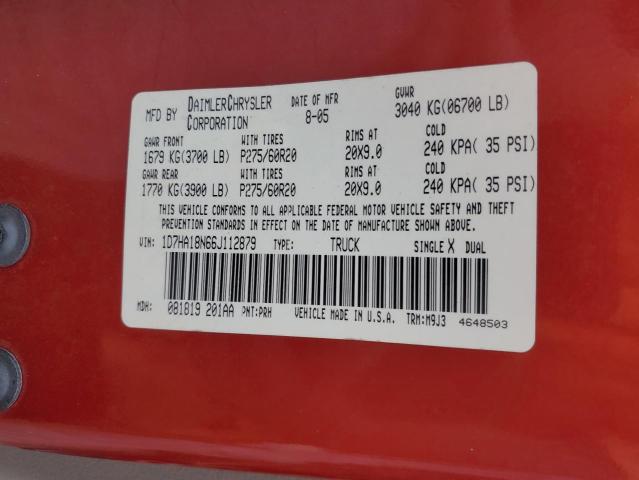 MFD BY DAIMLERCHRYSLER CORPORATION DATE OF MFR 8-05 GVWR 3040 KG(06700 LB)
GAWR FRONT WITH TIRES RIMS AT COLD
1679 KG(3700 LB) P275/60R20 20X9.0 240 KPA( 35 PSI)
GAWR REAR WITH TIRES RIMS AT COLD
1770 KG(3900 LB) P275/60R20 20X9.0 240 KPA( 35 PSI)
THIS VEHICLE CONFORMS TO ALL APPLICABLE FEDERAL MOTOR VEHICLE SAFETY AND THEFT
PREVENTION STANDARDS IN EFFECT ON THE DATE OF MANUFACTURE SHOWN ABOVE.
VIN: 1D7HA18N66J112879 TYPE: TRUCK SINGLE X DUAL
MDH: 081819 201AA PNT:PRH VEHICLE MADE IN U.S.A. TRM:M9J3 4648503